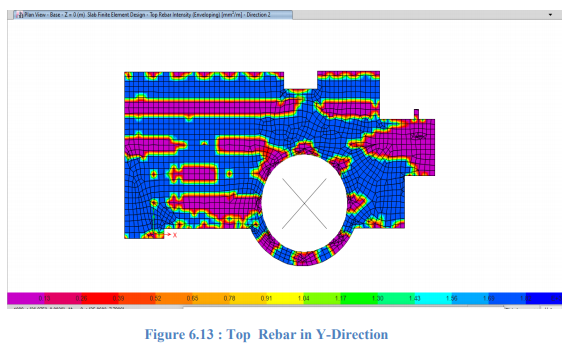 Plan View - Base - Z = 0 (m). Slab Finite Element Design - Top Rebar Intensity (Enveloping) [mm²/m] - Direction 2
X
0.13 0.26 0.39 0.52 0.65 0.78 0.91 1.04 1.17 1.30 1.43 1.56 1.69
Figure 6.13 : Top Rebar in Y-Direction